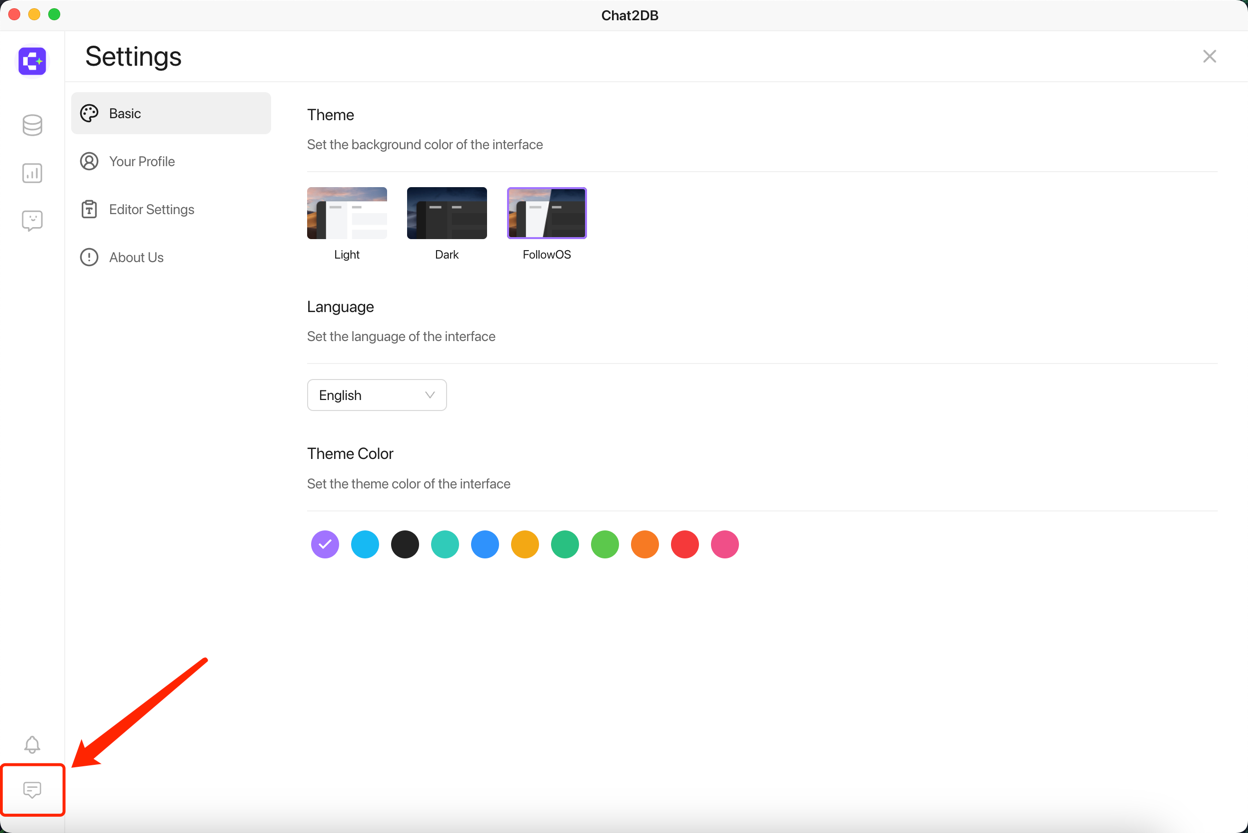 Chat2DB
Settings
Basic
Your Profile
Editor Settings
About Us
Theme
Set the background color of the interface
Light
Dark
FollowOS
Language
Set the language of the interface
English
Theme Color
Set the theme color of the interface